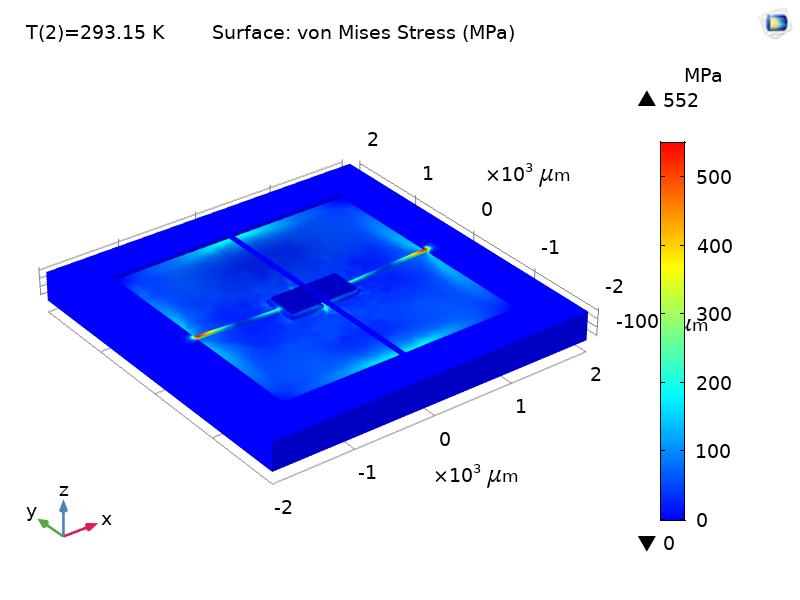 T(2)=293.15 K Surface: von Mises Stress (MPa)
MPa
▲ 552
2
1
×10³ µm
0
-1
-2
-100
µm
500
400
300
200
100
0
▼ 0
2
1
0
-1
-2
×10³ µm
z
y
x